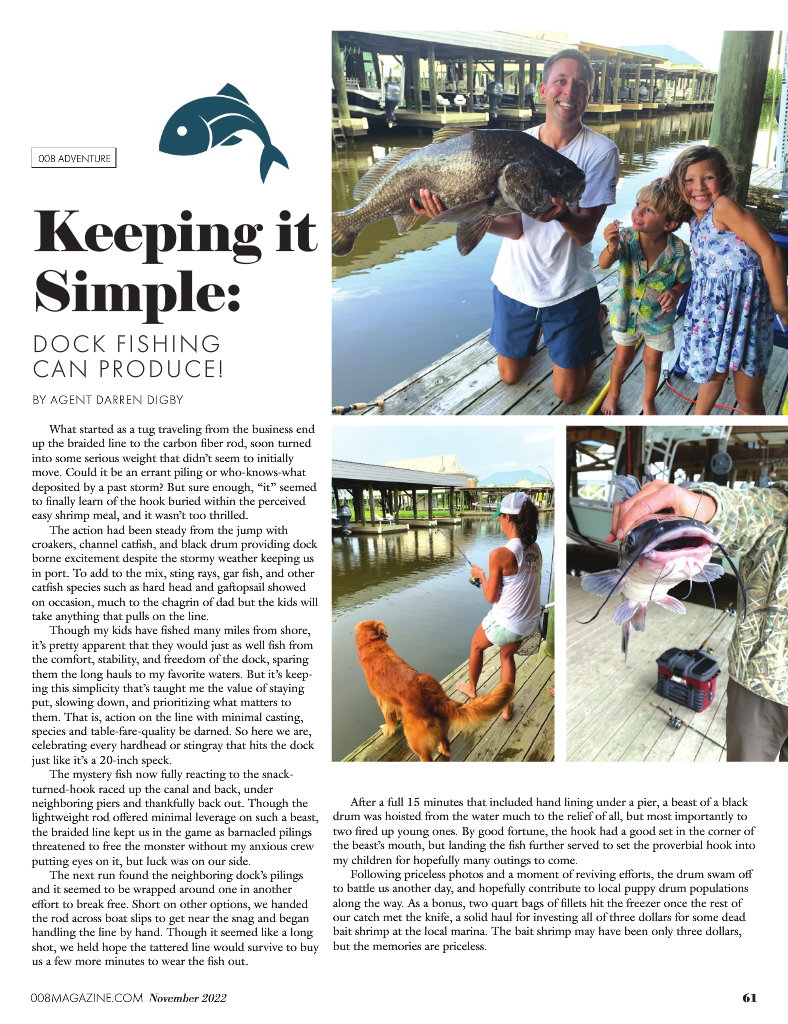 008 ADVENTURE
Keeping it
Simple:
DOCK FISHING
CAN PRODUCE!
BY AGENT DARREN DIGBY
What started as a tug traveling from the business end
up the braided line to the carbon fiber rod, soon turned
into some serious weight that didn't seem to initially
move. Could it be an errant piling or who-knows-what
deposited by a past storm? But sure enough, "it" seemed
to finally learn of the hook buried within the perceived
easy shrimp meal, and it wasn't too thrilled.
The action had been steady from the jump with
croakers, channel catfish, and black drum providing dock
borne excitement despite the stormy weather keeping us
in port. To add to the mix, sting rays, gar fish, and other
catfish species such as hard head and gaftopsail showed
on occasion, much to the chagrin of dad but the kids will
take anything that pulls on the line.
Though my kids have fished many miles from shore,
it's pretty apparent that they would just as well fish from
the comfort, stability, and freedom of the dock, sparing
them the long hauls to my favorite waters. But it's keep-
ing this simplicity that's taught me the value of staying
put, slowing down, and prioritizing what matters to
them. That is, action on the line with minimal casting,
species and table-fare-quality be darned. So here we are,
celebrating every hardhead or stingray that hits the dock
just like it's a 20-inch speck.
The mystery fish now fully reacting to the snack-
turned-hook raced up the canal and back, under
neighboring piers and thankfully back out. Though the
lightweight rod offered minimal leverage on such a beast,
the braided line kept us in the game as barnacled pilings
threatened to free the monster without my anxious crew
putting eyes on it, but luck was on our side.
The next run found the neighboring dock's pilings
and it seemed to be wrapped around one in another
effort to break free. Short on other options, we handed
the rod across boat slips to get near the snag and began
handling the line by hand. Though it seemed like a long
shot, we held hope the tattered line would survive to buy
us a few more minutes to wear the fish out.
After a full 15 minutes that included hand lining under a pier, a beast of a black
drum was hoisted from the water much to the relief of all, but most importantly to
two fired up young ones. By good fortune, the hook had a good set in the corner of
the beast's mouth, but landing the fish further served to set the proverbial hook into
my children for hopefully many outings to come.
Following priceless photos and a moment of reviving efforts, the drum swam off
to battle us another day, and hopefully contribute to local puppy drum populations
along the way. As a bonus, two quart bags of fillets hit the freezer once the rest of
our catch met the knife, a solid haul for investing all of three dollars for some dead
bait shrimp at the local marina. The bait shrimp may have been only three dollars,
but the memories are priceless.
008MAGAZINE.COM November 2022
61